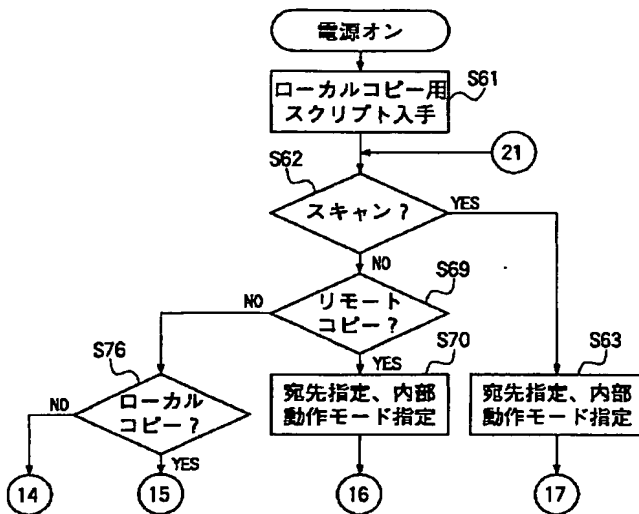 電源オン
S61
ローカルコピー用
スクリプト入手
21
S62
スキャン？
YES
NO
S69
リモート
コピー？
NO
YES
S76
ローカル
コピー？
NO
YES
S70
宛先指定、内部
動作モード指定
S63
宛先指定、内部
動作モード指定
14
15
16
17